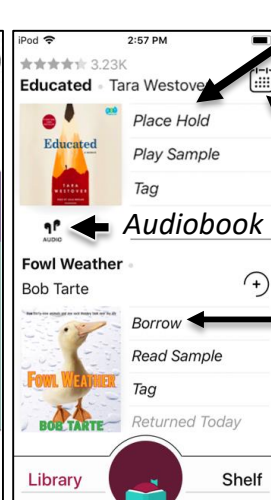 iPod 2:57 PM
3.23K
Educated • Tara Westover
Educated
TARA
WESTOVER
Place Hold
Play Sample
Tag
AUDIO
Audiobook
Fowl Weather •
Bob Tarte
FOWL WEATHER
BOB TARTE
Borrow
Read Sample
Tag
Returned Today
Library Shelf